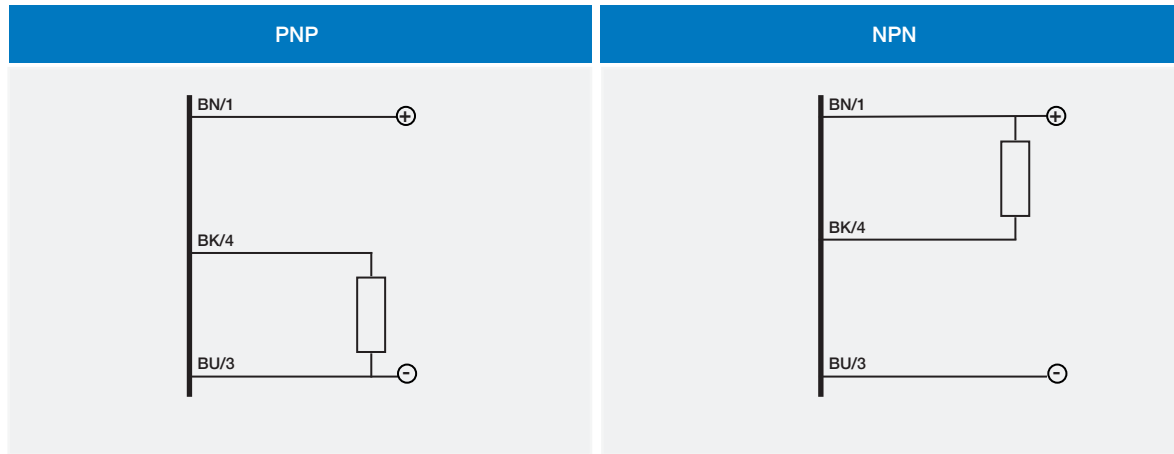 PNP
BN/1
+
BK/4
BU/3
-
NPN
BN/1
+
BK/4
BU/3
-